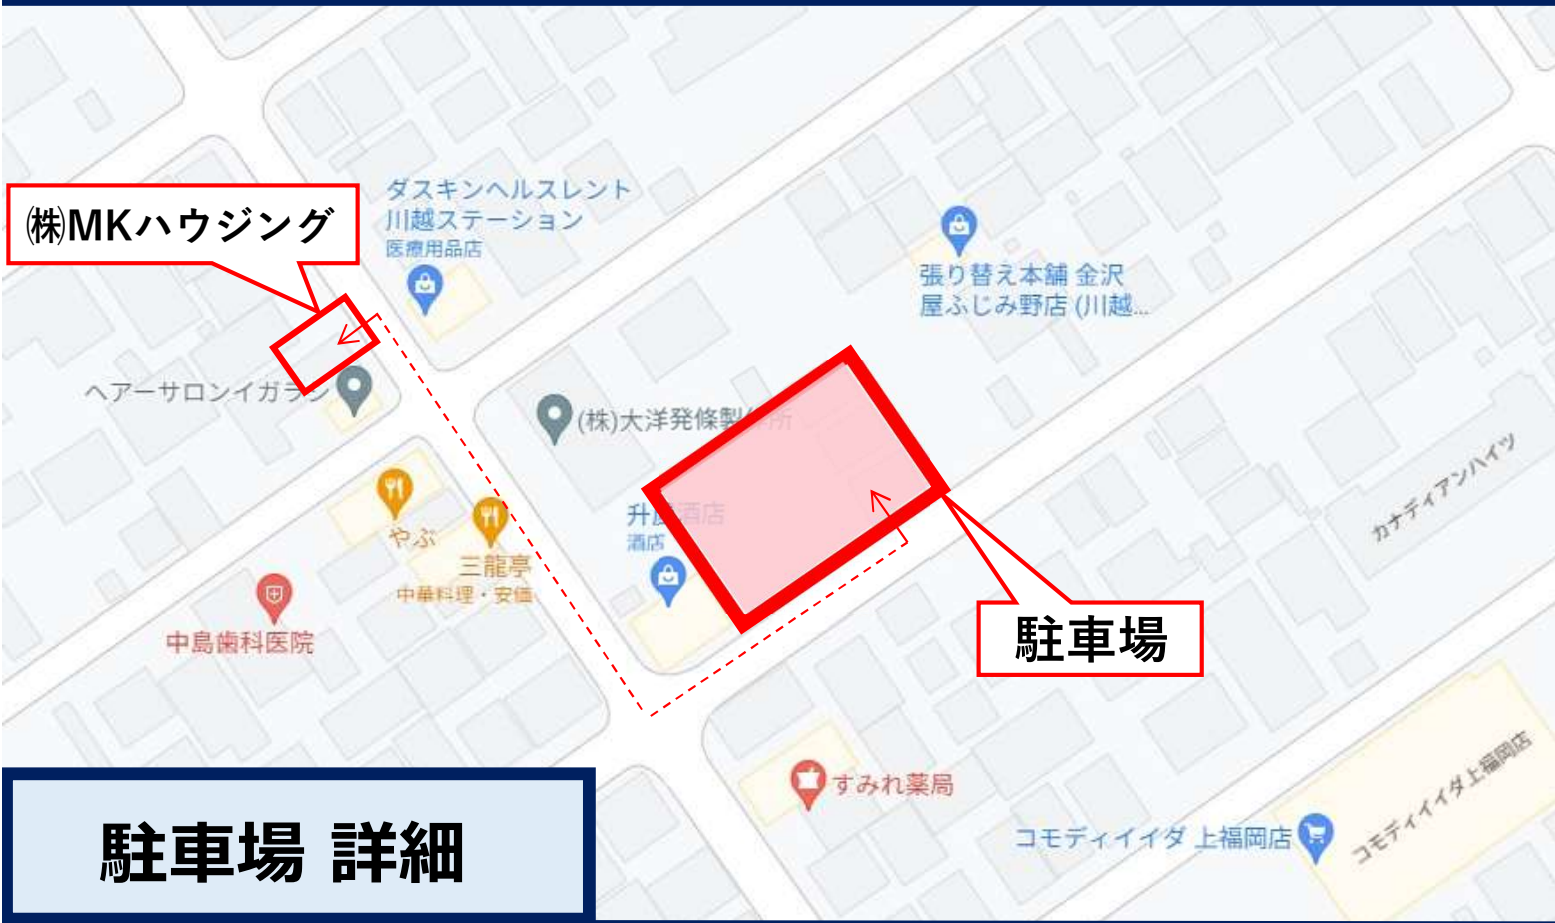 ダスキンヘルスレント
川越ステーション
医療用品店
㈱MKハウジング
張り替え本舗 金沢
屋ふじみ野店 (川越...
ヘアーサロンイガラシ
(株)大洋発條製作所
カナディアンハイツ
升屋酒店
酒店
やぶ
三龍亭
中華料理・安価
中島歯科医院
駐車場
すみれ薬局
コモディイイダ 上福岡店
コモディイイダ上福岡店
駐車場 詳細